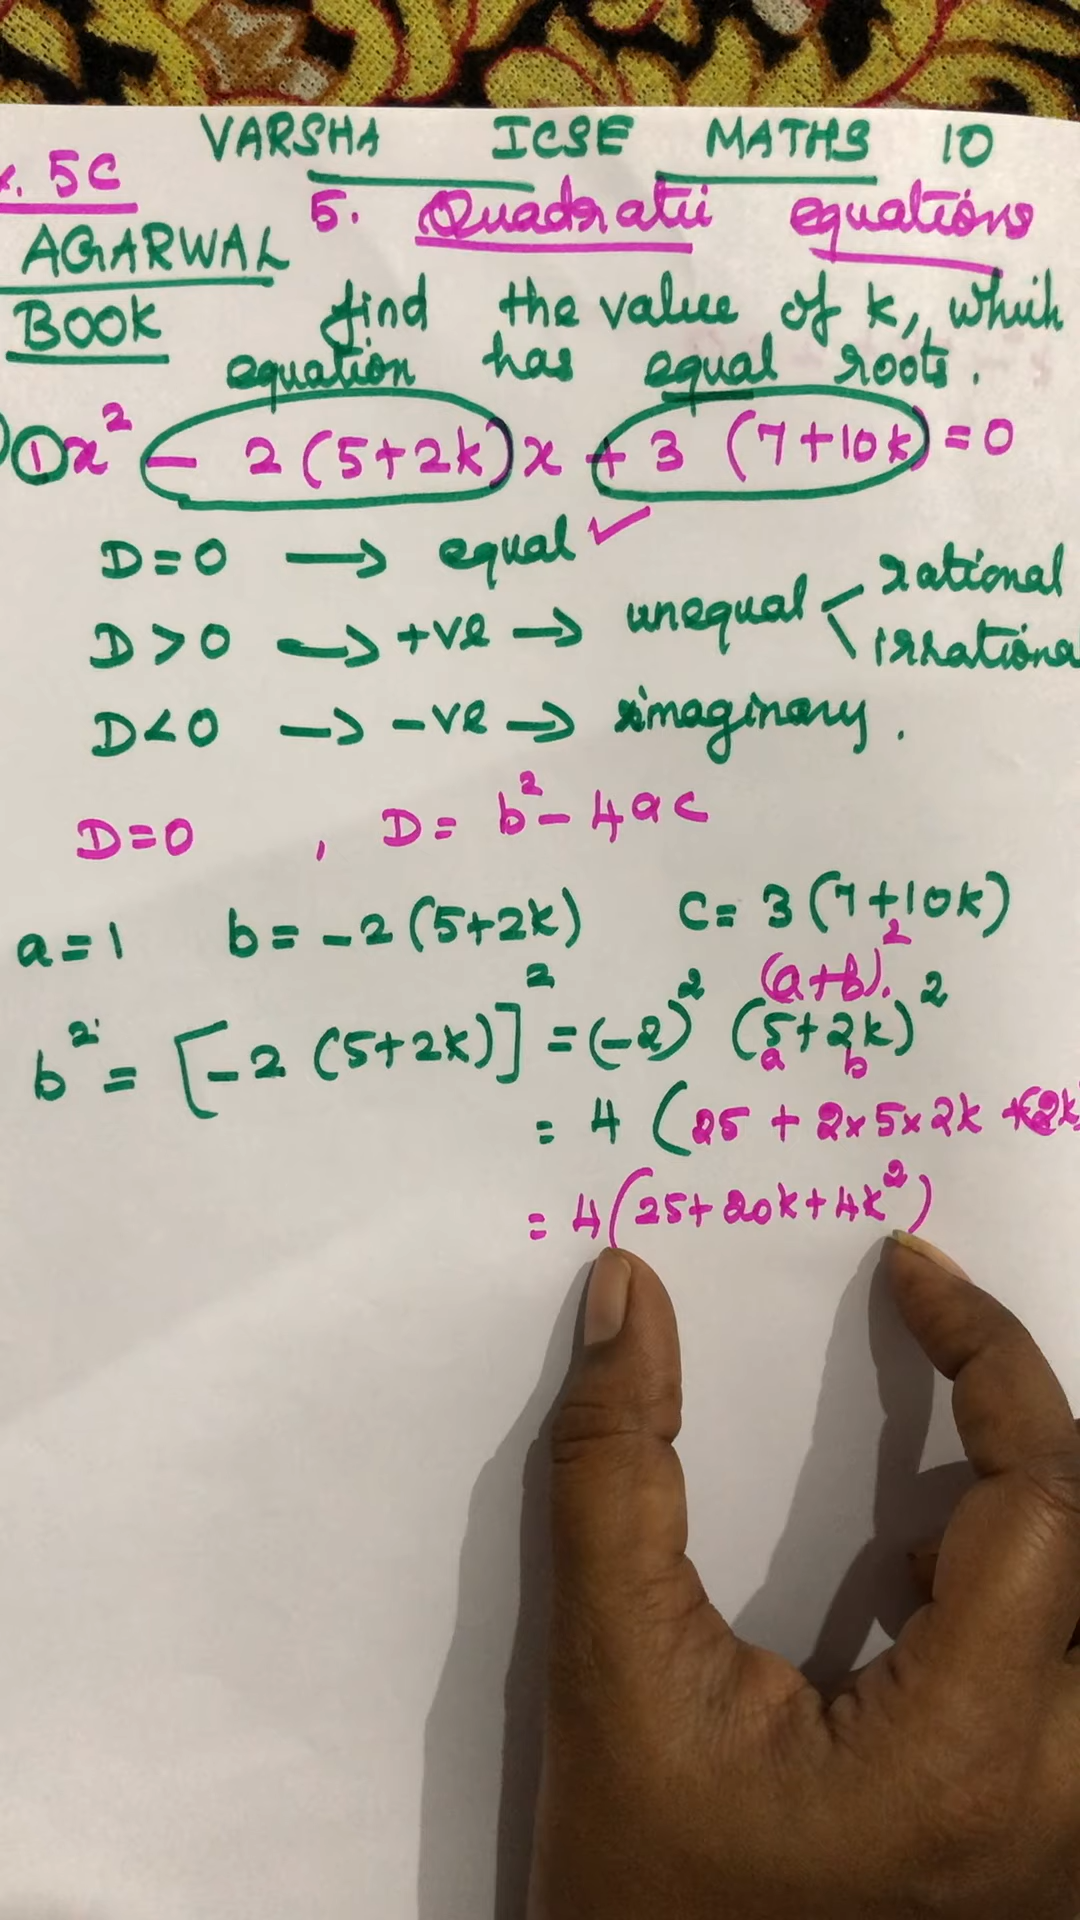 VARSHA ICSE MATHS 10
x. 5C
5. Quadratic equations
AGARWAL
BOOK
find the value of k, which
equation has equal roots.
① x² - 2 (5+2k) x + 3 (7+10k) = 0
D=0 → equal ✓
D>0 → +ve → unequal < rational
irrationa
D<0 → -ve → imaginary.
D=0 , D= b²-4ac
a=1 b=-2(5+2k) c=3(7+10k)
(a+b)²
b² = [-2 (5+2k)]² = (-2)² (5+2k)²
a b
= 4 (25 + 2×5×2k + (2k)
= 4(25+20k+4k²)